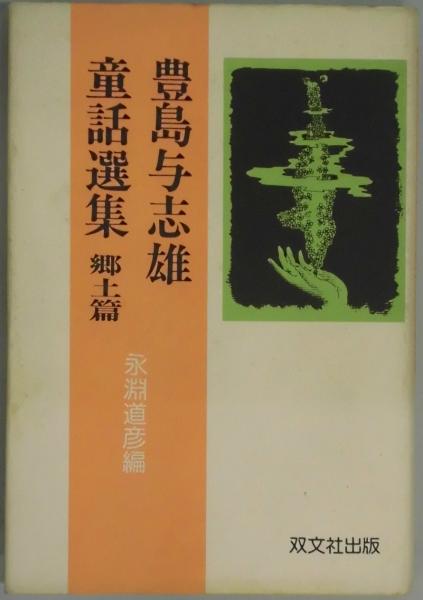 豊島与志雄
童話選集 郷土篇
永淵道彦編
双文社出版